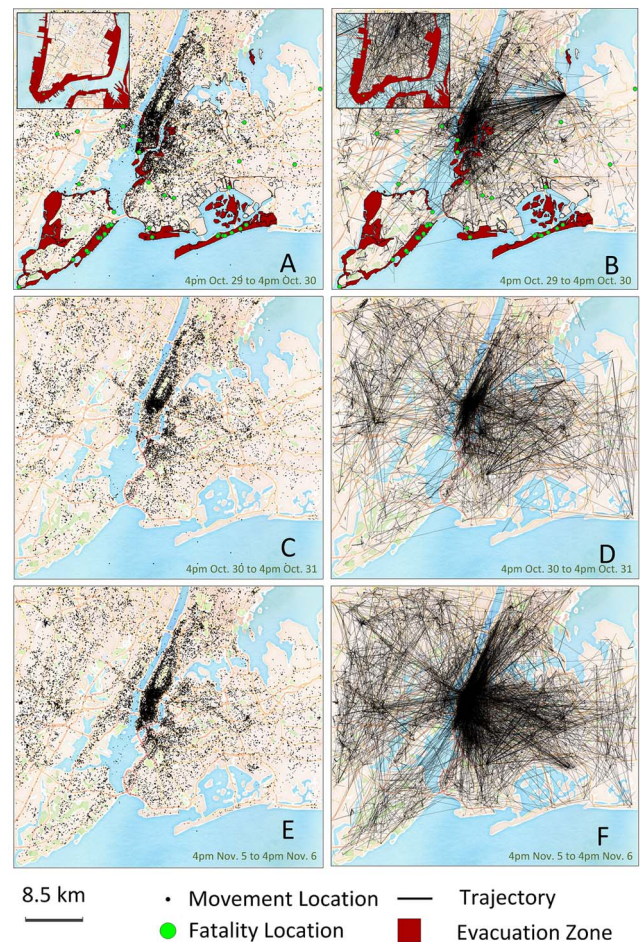 A
4pm Oct. 29 to 4pm Oct. 30
B
4pm Oct. 29 to 4pm Oct. 30
C
4pm Oct. 30 to 4pm Oct. 31
D
4pm Oct. 30 to 4pm Oct. 31
E
4pm Nov. 5 to 4pm Nov. 6
F
4pm Nov. 5 to 4pm Nov. 6
8.5 km
Movement Location
Trajectory
Fatality Location
Evacuation Zone